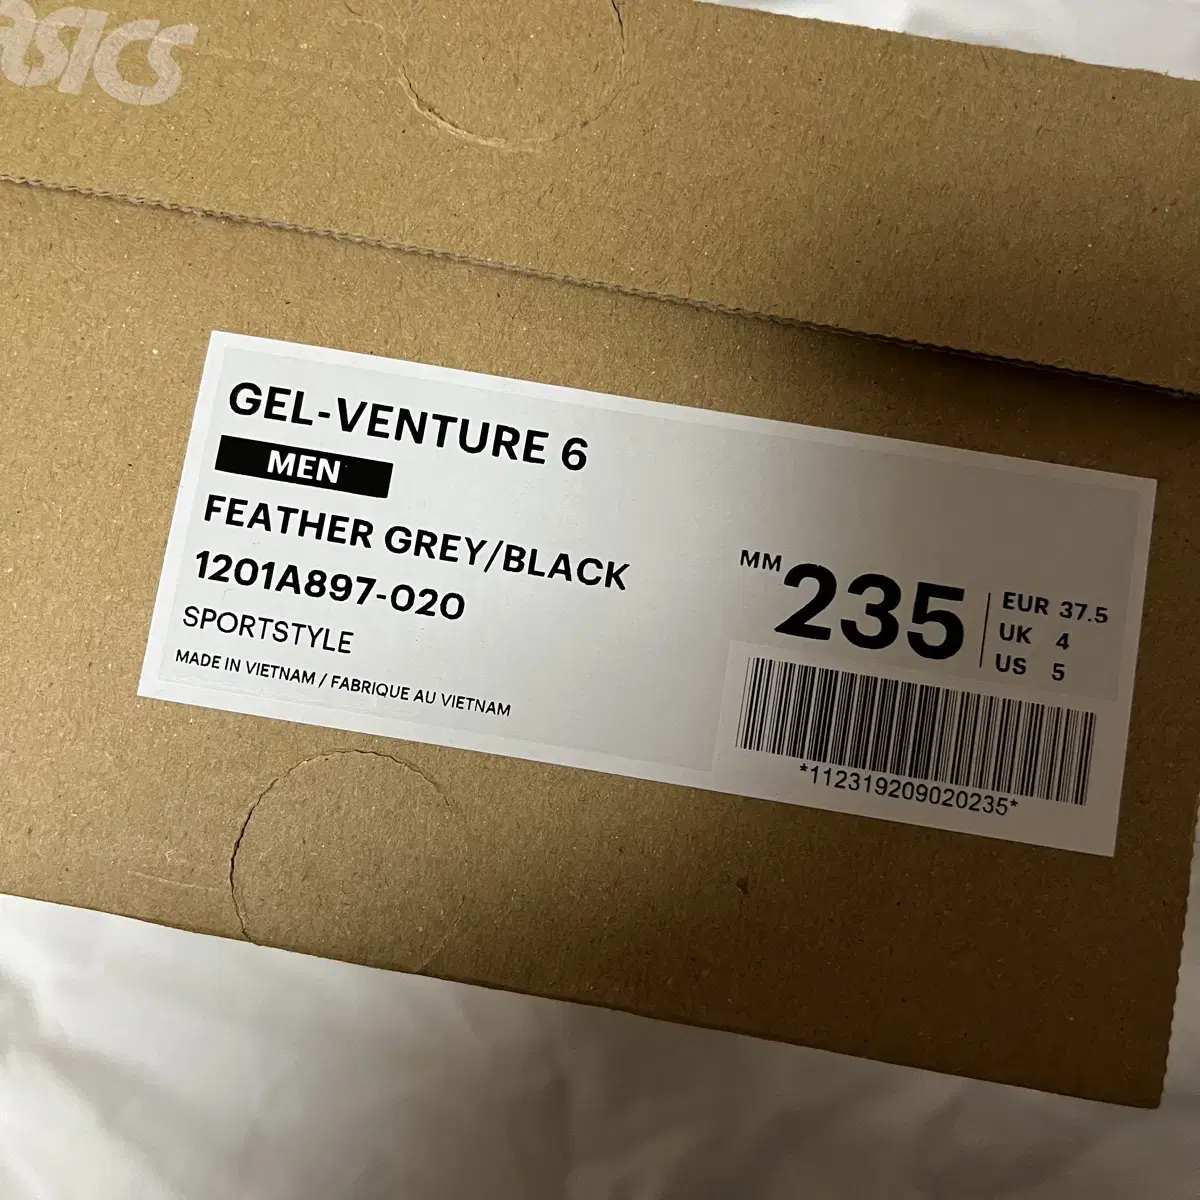 asics
GEL-VENTURE 6
MEN
FEATHER GREY/BLACK
1201A897-020
SPORTSTYLE
MADE IN VIETNAM / FABRIQUE AU VIETNAM
MM 235
EUR 37.5
UK 4
US 5
*112319209020235*